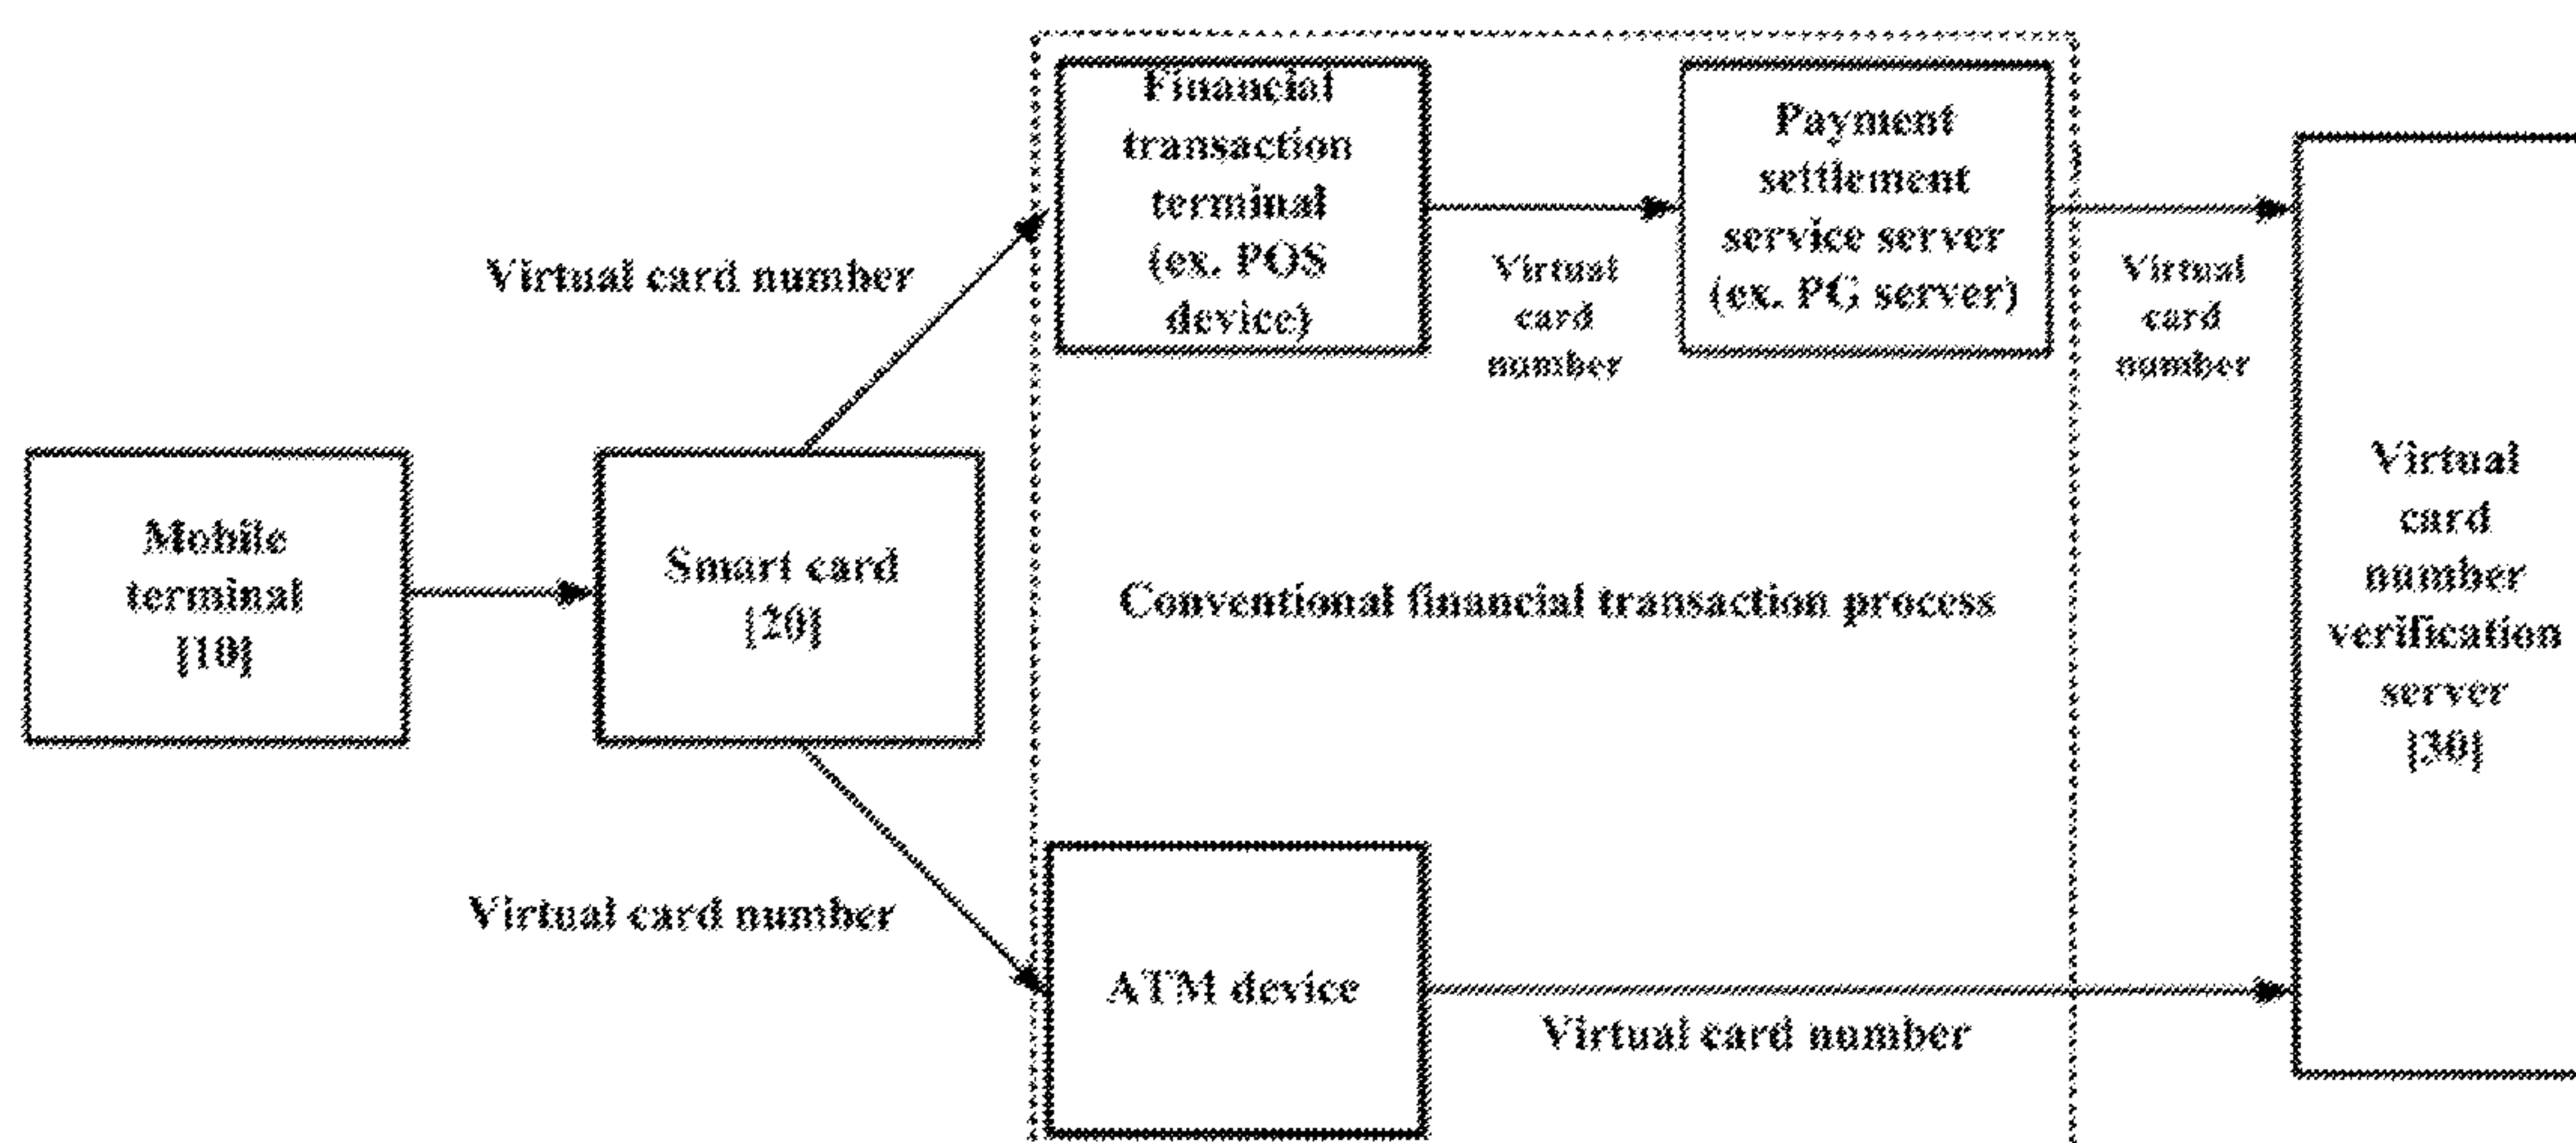 Financial
transaction
terminal
(ex. POS
device)
Payment
settlement
service server
(ex. PG server)
Virtual card number
Virtual
card
number
Virtual
card
number
Mobile
terminal
[10]
Smart card
[20]
Conventional financial transaction process
Virtual
card
number
verification
server
[30]
Virtual card number
ATM device
Virtual card number